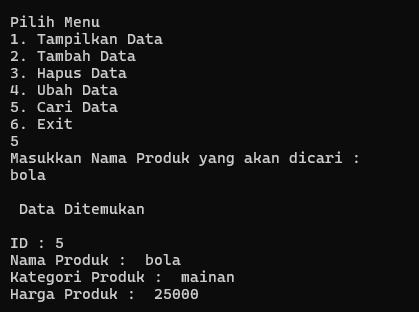 Pilih Menu
1. Tampilkan Data
2. Tambah Data
3. Hapus Data
4. Ubah Data
5. Cari Data
6. Exit
5
Masukkan Nama Produk yang akan dicari :
bola
Data Ditemukan
ID : 5
Nama Produk :  bola
Kategori Produk :  mainan
Harga Produk :  25000